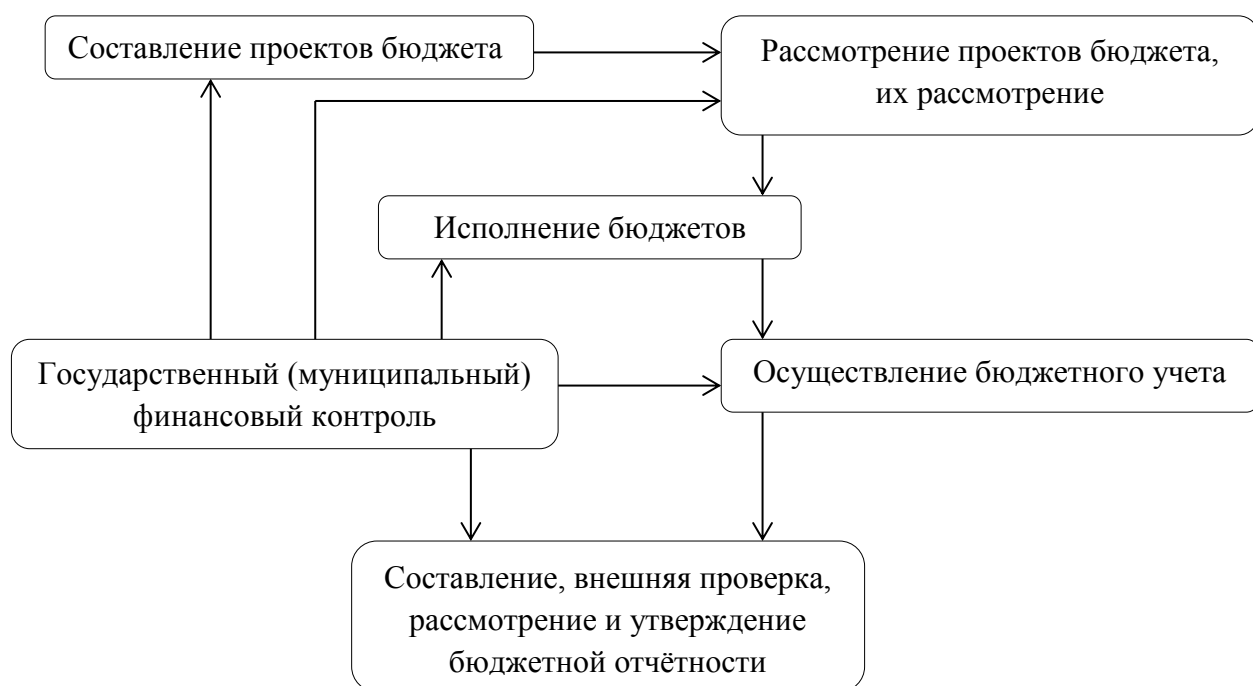 Составление проектов бюджета
Рассмотрение проектов бюджета,
их рассмотрение
Исполнение бюджетов
Государственный (муниципальный)
финансовый контроль
Осуществление бюджетного учета
Составление, внешняя проверка,
рассмотрение и утверждение
бюджетной отчётности